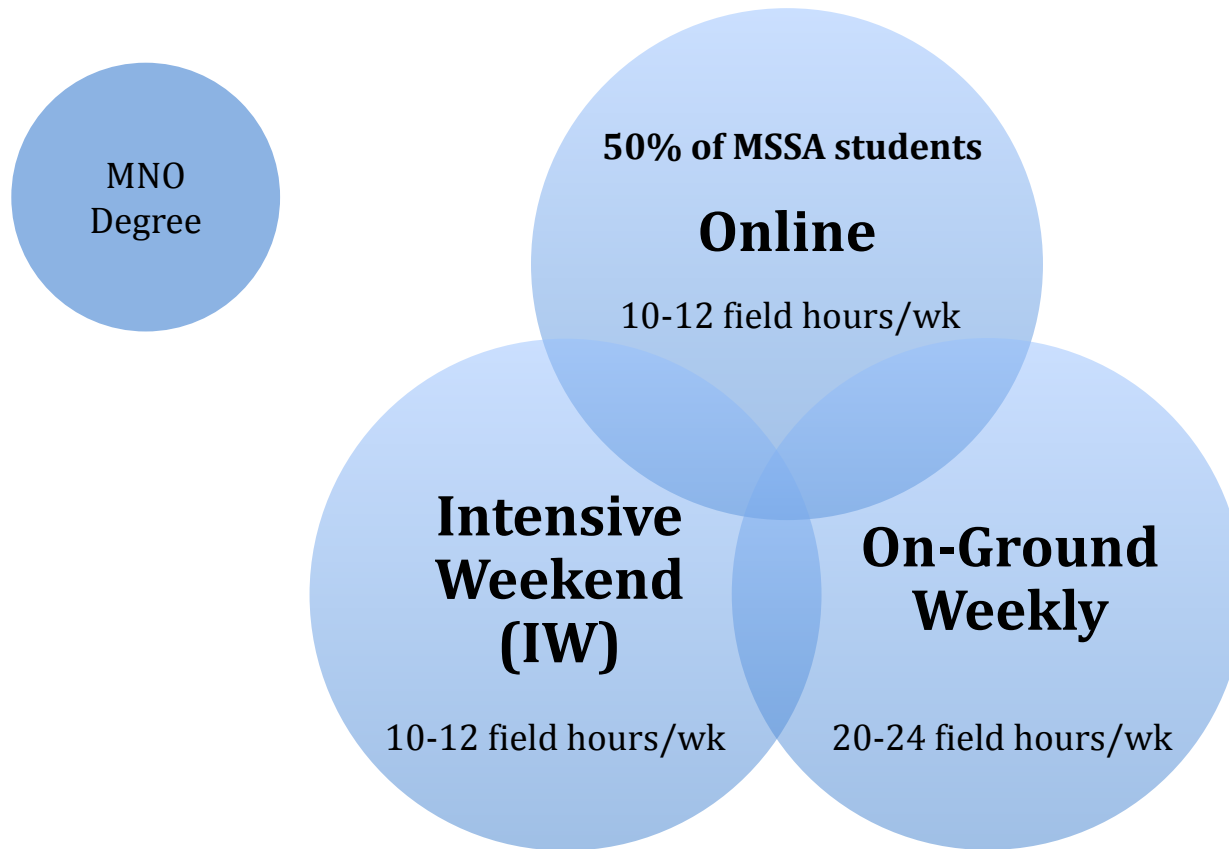 MNO
Degree
50% of MSSA students
Online
10-12 field hours/wk
Intensive
Weekend
(IW)
10-12 field hours/wk
On-Ground
Weekly
20-24 field hours/wk